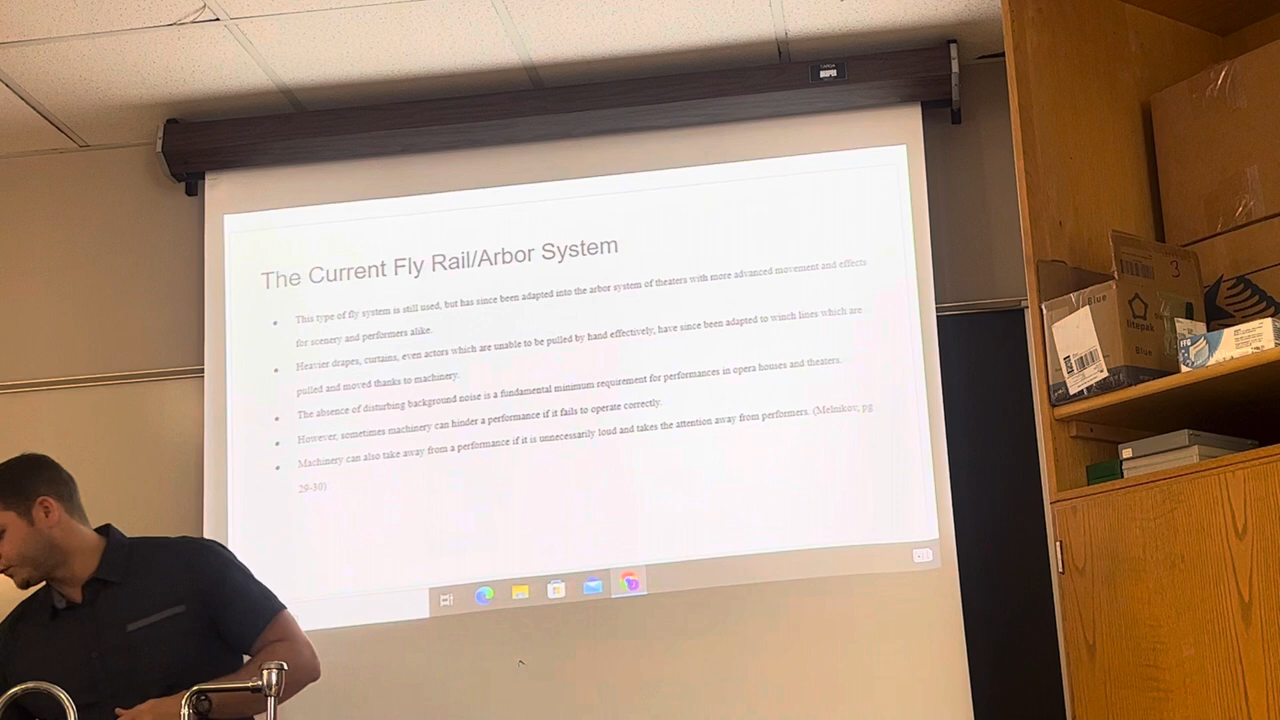 DRAPER
The Current Fly Rail/Arbor System
This type of fly system is still used, but has since been adapted into the arbor system of theaters with more advanced movement and effects
for scenery and performers alike.
Heavier drapes, curtains, even actors which are unable to be pulled by hand effectively, have since been adapted to winch lines which are
pulled and moved thanks to machinery.
The absence of disturbing background noise is a fundamental minimum requirement for performances in opera houses and theaters.
However, sometimes machinery can hinder a performance if it fails to operate correctly.
Machinery can also take away from a performance if it is unnecessarily loud and takes the attention away from performers. (Melnikov, pg
29-30)
3
Blue
litepak
Blue